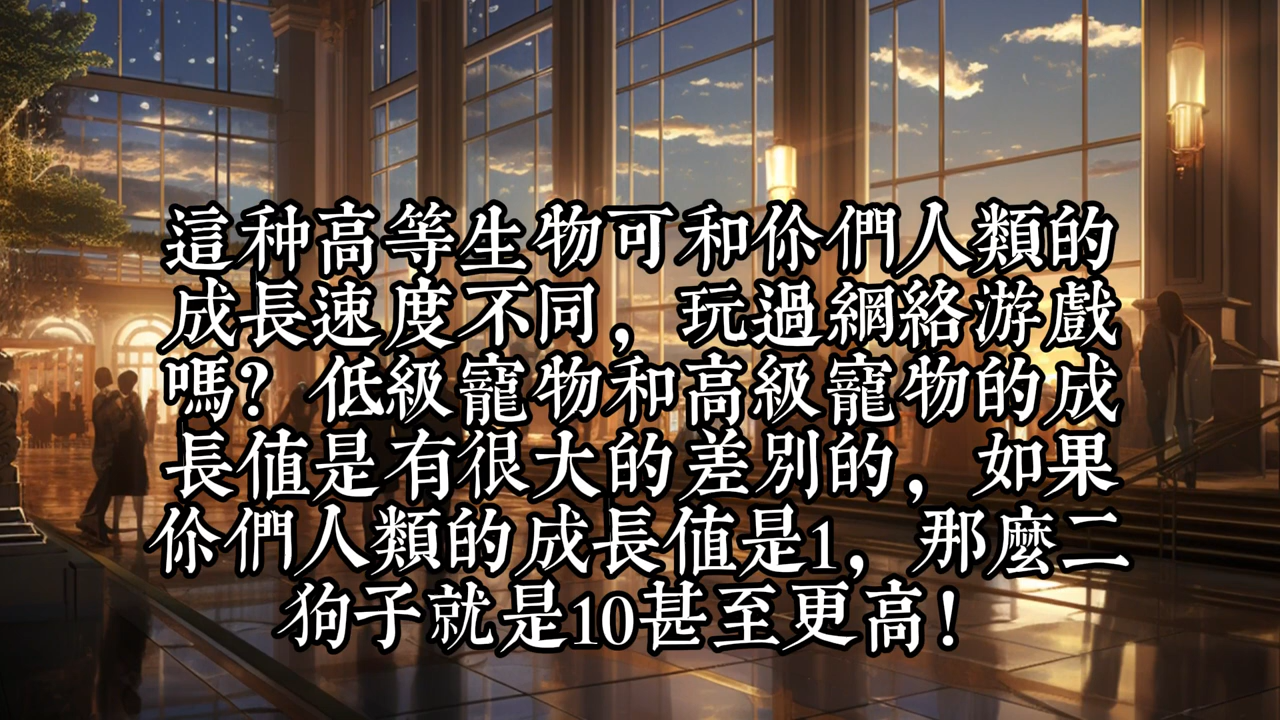 這种高等生物可和你們人類的
成長速度不同，玩過網絡游戲
嗎？低級寵物和高級寵物的成
長值是有很大的差別的，如果
你們人類的成長值是1，那麼二
狗子就是10甚至更高！